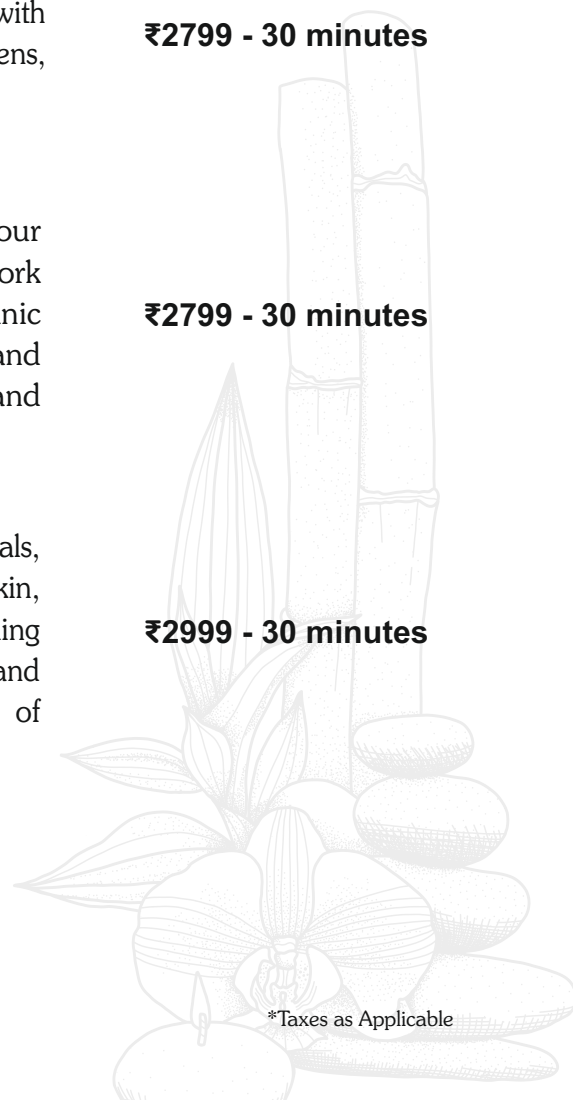 with
₹2799 - 30 minutes
ens,
our
ork
nic
₹2799 - 30 minutes
and
and
als,
kin,
ing
₹2999 - 30 minutes
and
of
*Taxes as Applicable